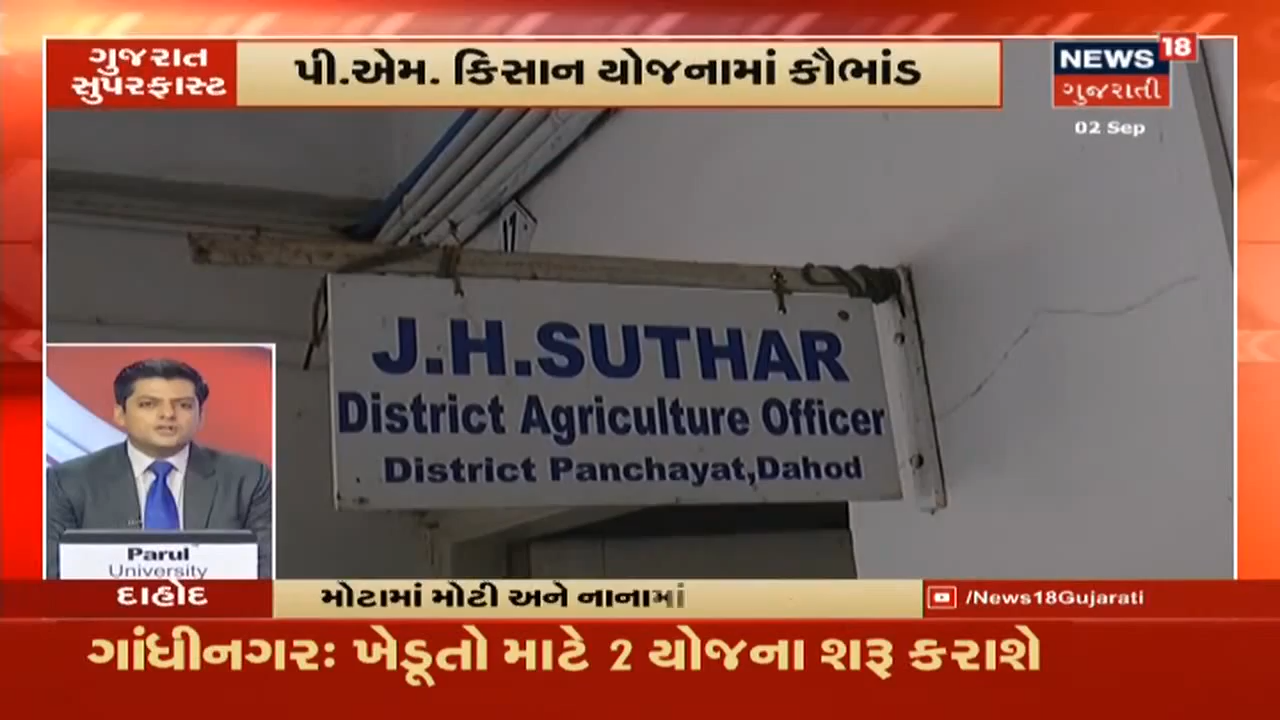 ગુજરાત
સુપરફાસ્ટ
પી.એમ. કિસાન યોજનામાં કૌભાંડ
NEWS 18
ગુજરાતી
02 Sep
J.H.SUTHAR
District Agriculture Officer
District Panchayat,Dahod
Parul
University
દાહોદ
મોટામાં મોટી અને નાનામાં
/News18Gujarati
ગાંધીનગરઃ ખેડૂતો માટે 2 યોજના શરૂ કરાશે